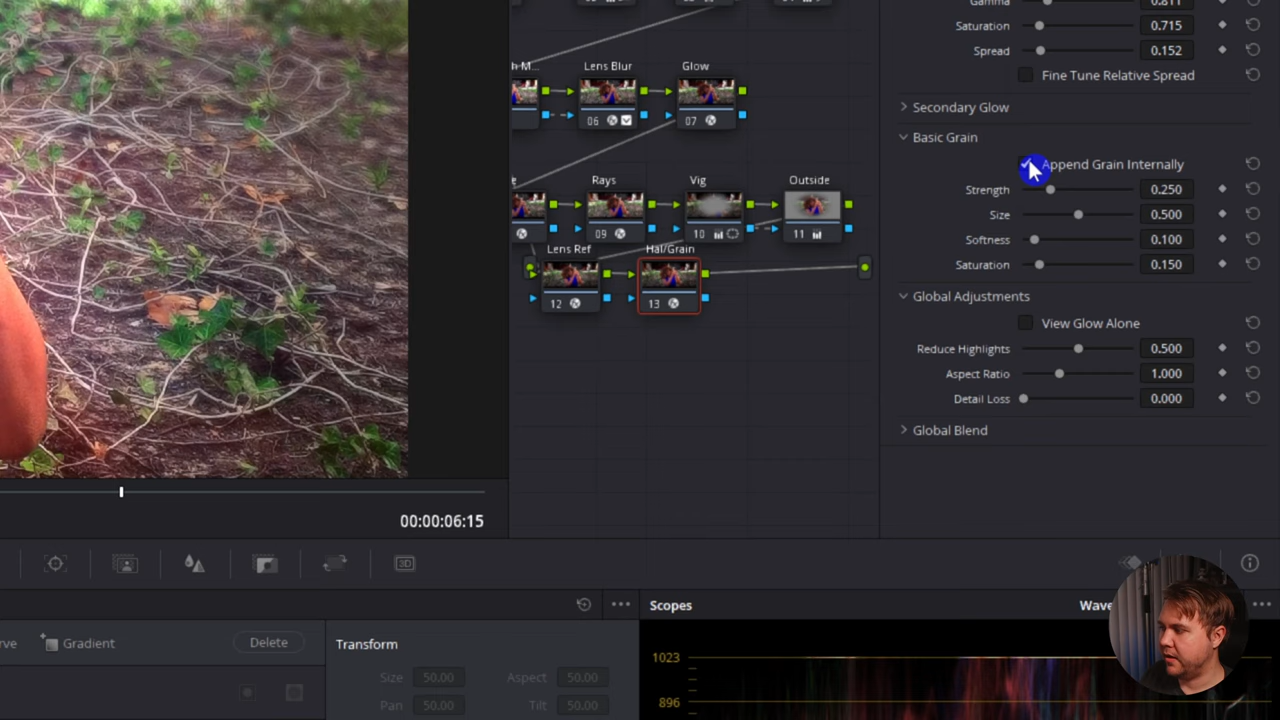 Gamma 0.811
Saturation 0.715
Spread 0.152
Fine Tune Relative Spread
Secondary Glow
Basic Grain
Append Grain Internally
Strength 0.250
Size 0.500
Softness 0.100
Saturation 0.150
Global Adjustments
View Glow Alone
Reduce Highlights 0.500
Aspect Ratio 1.000
Detail Loss 0.000
Global Blend
h M... Lens Blur Glow
06 07
Rays Vig Outside
09 10 11
Lens Ref Hal/Grain
12 13
00:00:06:15
3D
rve Gradient Delete
Transform
Size 50.00 Aspect 50.00
Pan 50.00 Tilt 50.00
Scopes Wave
1023
896